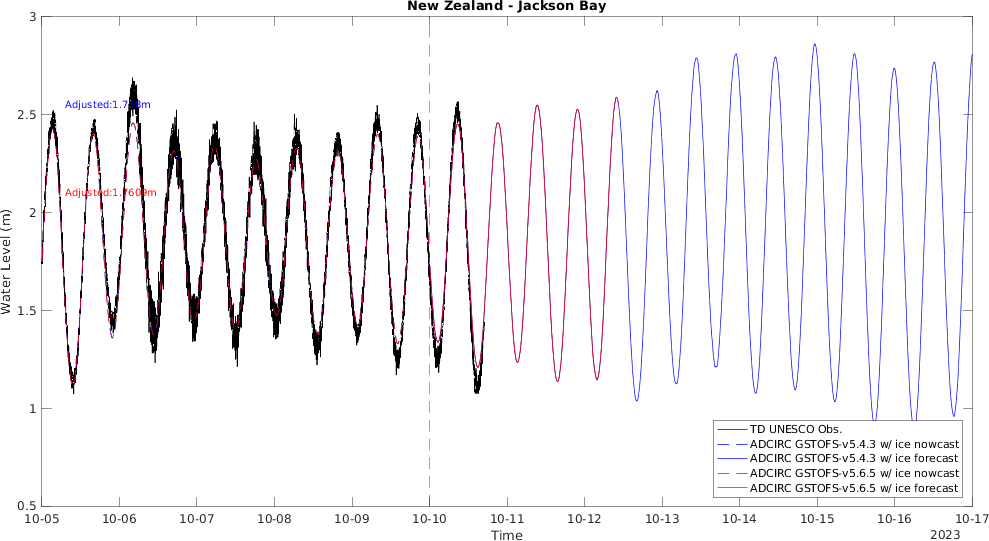 New Zealand - Jackson Bay
3
2.5
2
1.5
1
0.5
Water Level (m)
Adjusted:
Adjusted:1.7609m
10-05
10-06
10-07
10-08
10-09
10-10
10-11
10-12
10-13
10-14
10-15
10-16
10-17
Time
2023
TD UNESCO Obs.
ADCIRC GSTOFS-v5.4.3 w/ ice nowcast
ADCIRC GSTOFS-v5.4.3 w/ ice forecast
ADCIRC GSTOFS-v5.6.5 w/ ice nowcast
ADCIRC GSTOFS-v5.6.5 w/ ice forecast